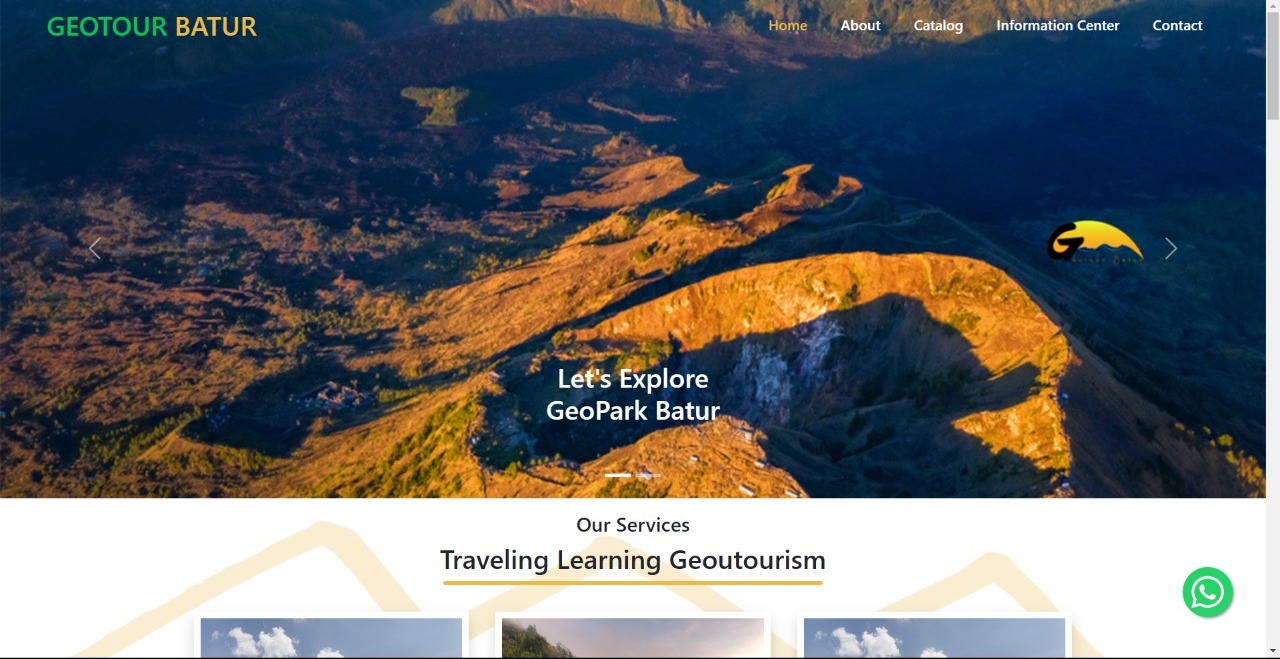 GEOTOUR BATUR
Home About Catalog Information Center Contact
Let's Explore
GeoPark Batur
Our Services
Traveling Learning Geoutourism